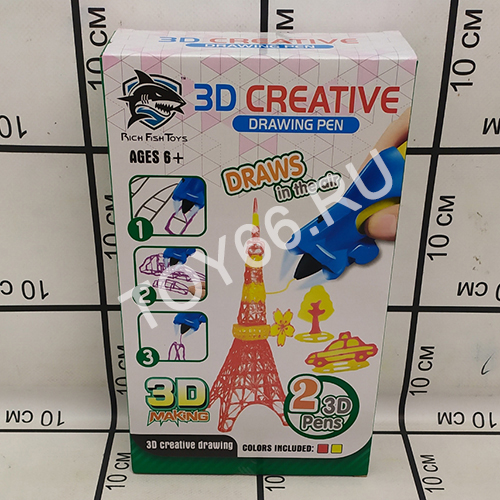 3D CREATIVE
DRAWING PEN
RICH FISH TOYS
AGES 6+
DRAWS
in the air
1
2
3
3D
MAKING
2 3D
Pens
3D creative drawing
COLORS INCLUDED:
TOY66.RU
10 CM
10 CM
10 CM
10 CM
10 CM
10 CM
10 CM
10 CM
10 CM
10 CM